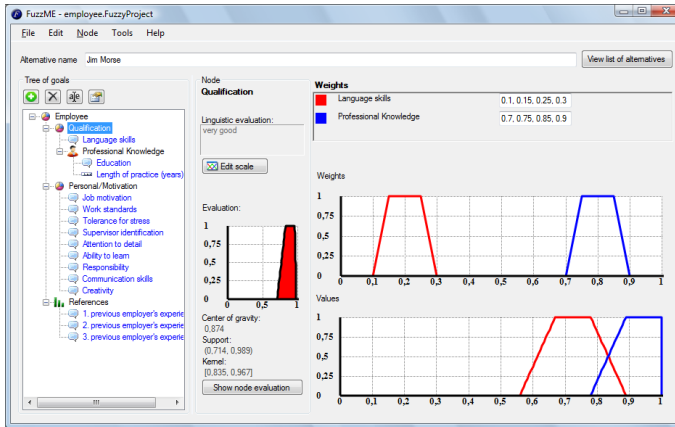 FuzzME - employee.FuzzyProject
File Edit Node Tools Help
Alternative name Jim Morse View list of alternatives
Tree of goals
Employee
Qualification
Language skills
Professional Knowledge
Education
Length of practice (years)
Personal/Motivation
Job motivation
Work standards
Tolerance for stress
Supervisor identification
Attention to detail
Ability to learn
Responsibility
Communication skills
Creativity
References
1. previous employer's experie
2. previous employer's experie
3. previous employer's experie
Node
Qualification
Linguistic evaluation:
very good
Edit scale
Evaluation:
1
0,75
0,5
0,25
0
0 0,5 1
Center of gravity:
0,874
Support:
(0,714, 0,989)
Kernel:
[0,835, 0,967]
Show node evaluation
Weights
Language skills 0.1, 0.15, 0.25, 0.3
Professional Knowledge 0.7, 0.75, 0.85, 0.9
Weights
1
0,75
0,5
0,25
0
0 0,1 0,2 0,3 0,4 0,5 0,6 0,7 0,8 0,9 1
Values
1
0,75
0,5
0,25
0
0 0,1 0,2 0,3 0,4 0,5 0,6 0,7 0,8 0,9 1